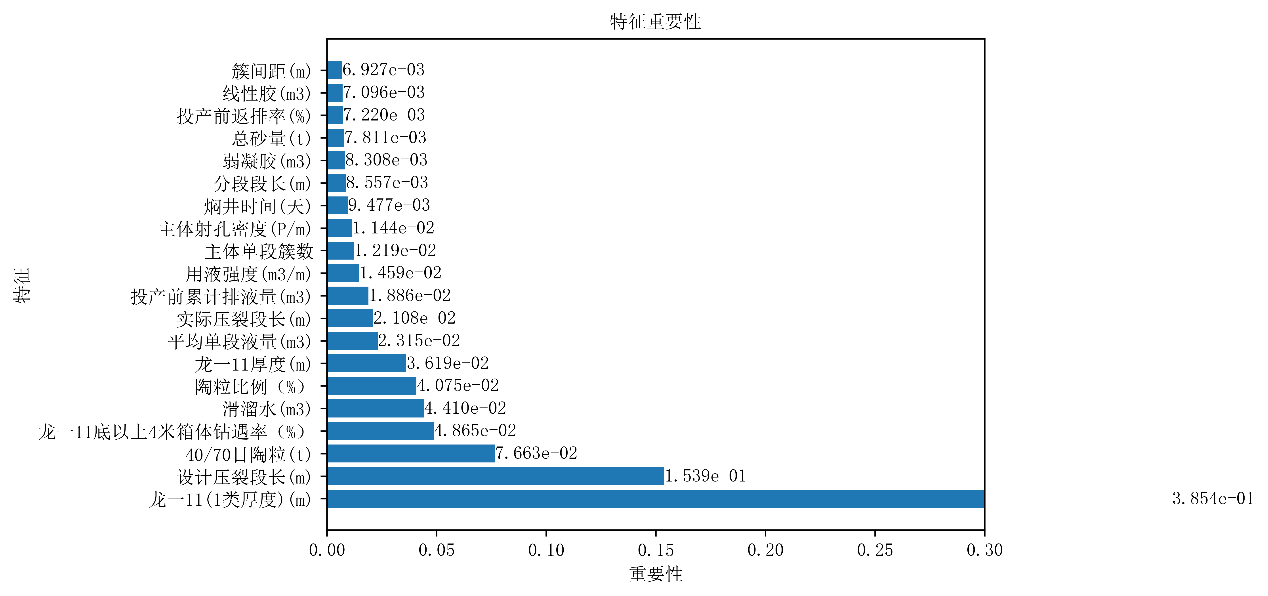 特征重要性
簇间距(m) 6.927e-03
线性胶(m3) 7.096e-03
投产前返排率(%) 7.220e 03
总砂量(t) 7.811e-03
弱凝胶(m3) 8.308e-03
分段段长(m) 8.557e-03
焖井时间(天) 9.477e-03
主体射孔密度(P/m) 1.144e-02
主体单段簇数 1.219e-02
用液强度(m3/m) 1.459e-02
投产前累计排液量(m3) 1.886e-02
实际压裂段长(m) 2.108e 02
平均单段液量(m3) 2.315e-02
龙一11厚度(m) 3.619e-02
陶粒比例（%） 4.075e-02
滑溜水(m3) 4.410e-02
龙一11底以上4米箱体钻遇率（%） 4.865e-02
40/70目陶粒(t) 7.663e-02
设计压裂段长(m) 1.539e 01
龙一11(1类厚度)(m) 3.854e-01
特征
0.00 0.05 0.10 0.15 0.20 0.25 0.30
重要性